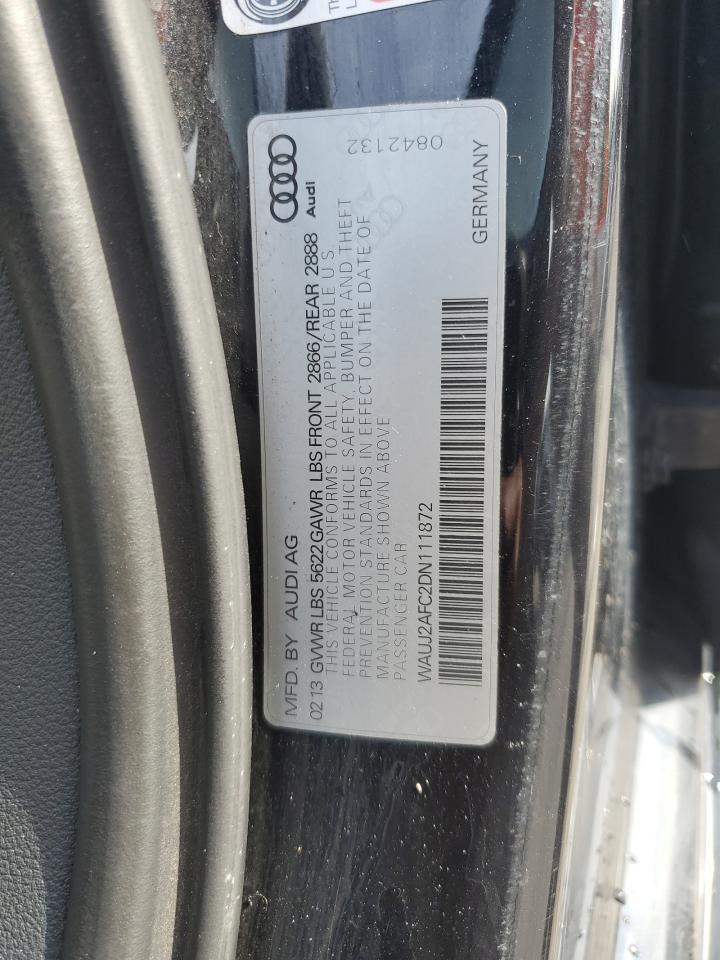 MFD. BY AUDI AG
02 13 GVWR LBS 5622 GAWR LBS FRONT 2866/REAR 2888
Audi
THIS VEHICLE CONFORMS TO ALL APPLICABLE U S
FEDERAL MOTOR VEHICLE SAFETY, BUMPER AND THEFT
PREVENTION STANDARDS IN EFFECT ON THE DATE OF
MANUFACTURE SHOWN ABOVE
PASSENGER CAR
0842132
WAUJ2AFC2DN111872
GERMANY